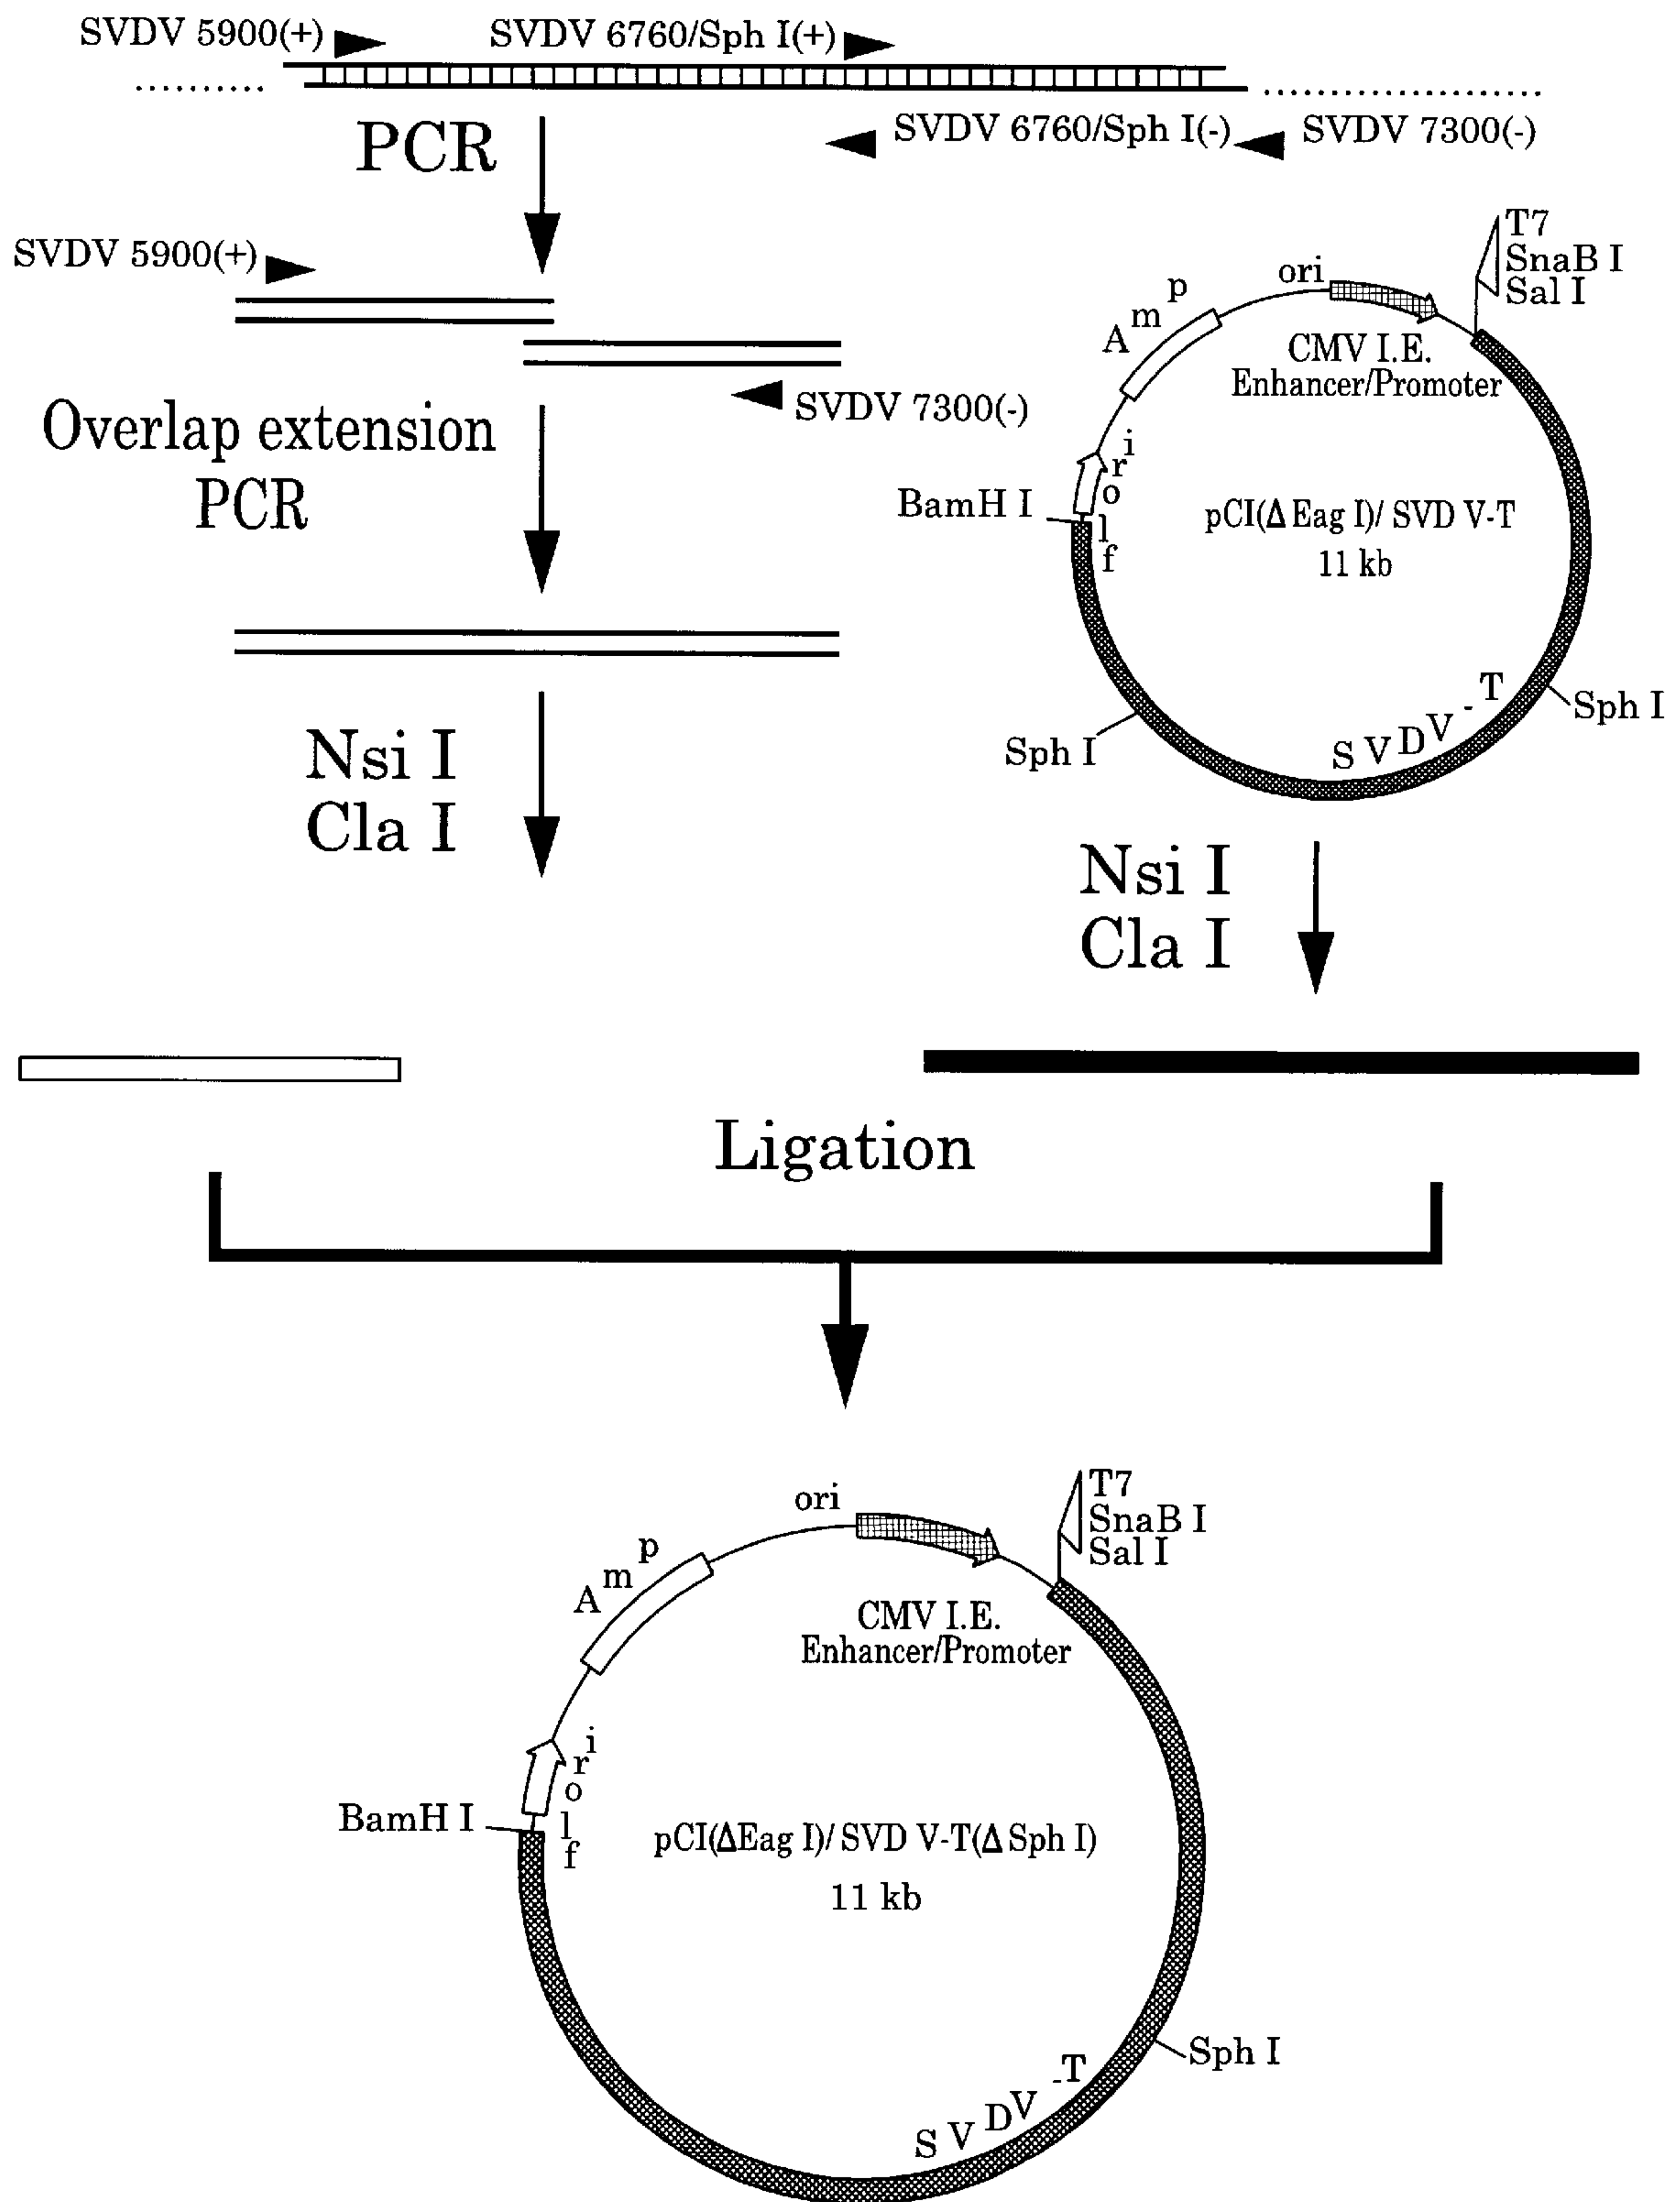 SVDV 5900(+)
SVDV 6760/Sph I(+)
SVDV 6760/Sph I(-)
SVDV 7300(-)
PCR
SVDV 5900(+)
SVDV 7300(-)
Overlap extension
PCR
Nsi I
Cla I
ori
T7
SnaB I
Sal I
Amp
CMV I.E.
Enhancer/Promoter
f1 ori
BamH I
pCI(Δ Eag I)/ SVD V-T
11 kb
Sph I
Sph I
SVDV-T
Nsi I
Cla I
Ligation
ori
T7
SnaB I
Sal I
Amp
CMV I.E.
Enhancer/Promoter
f1 ori
BamH I
pCI(ΔEag I)/ SVD V-T(Δ Sph I)
11 kb
Sph I
SVDV-T